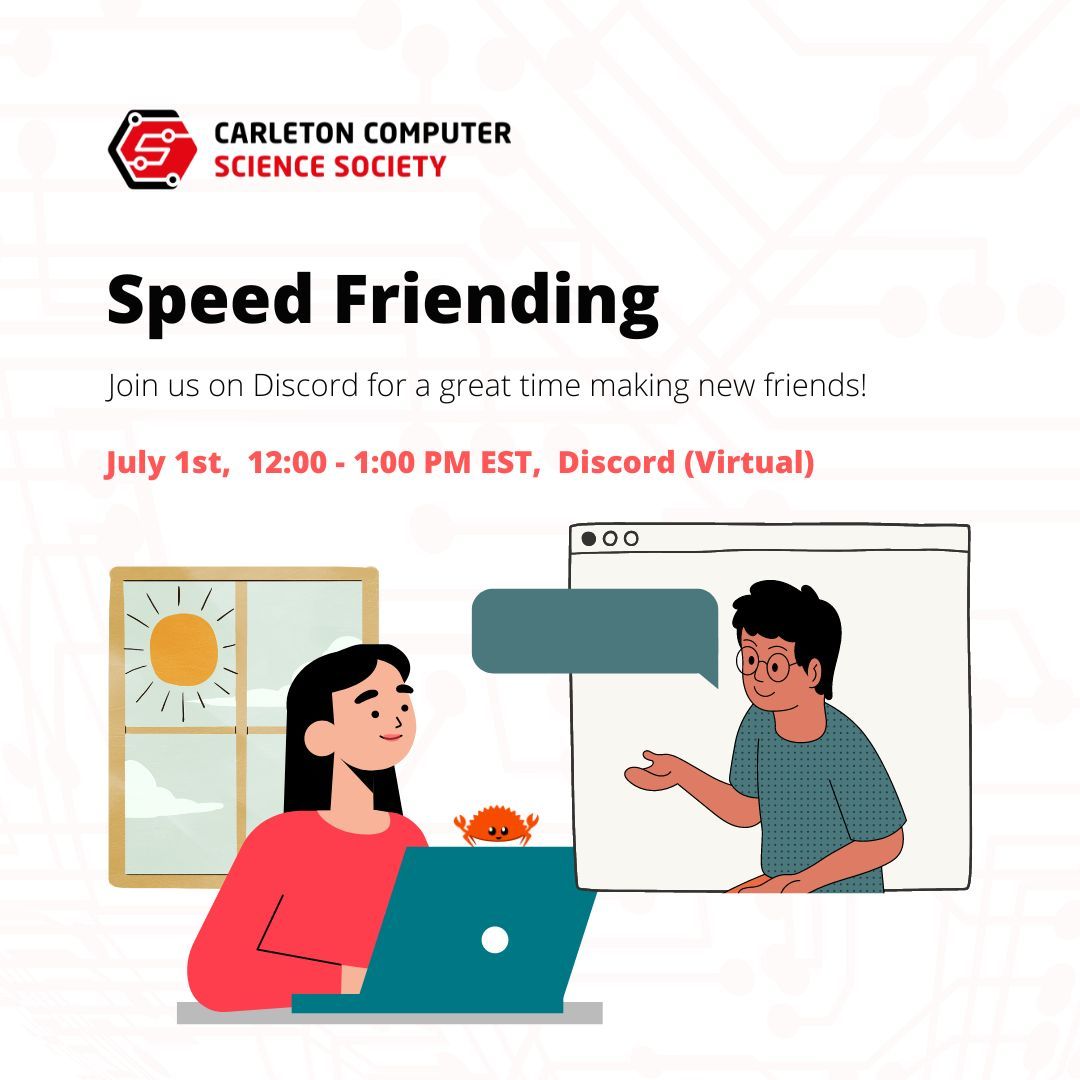 CARLETON COMPUTER
SCIENCE SOCIETY
Speed Friending
Join us on Discord for a great time making new friends!
July 1st, 12:00 - 1:00 PM EST, Discord (Virtual)